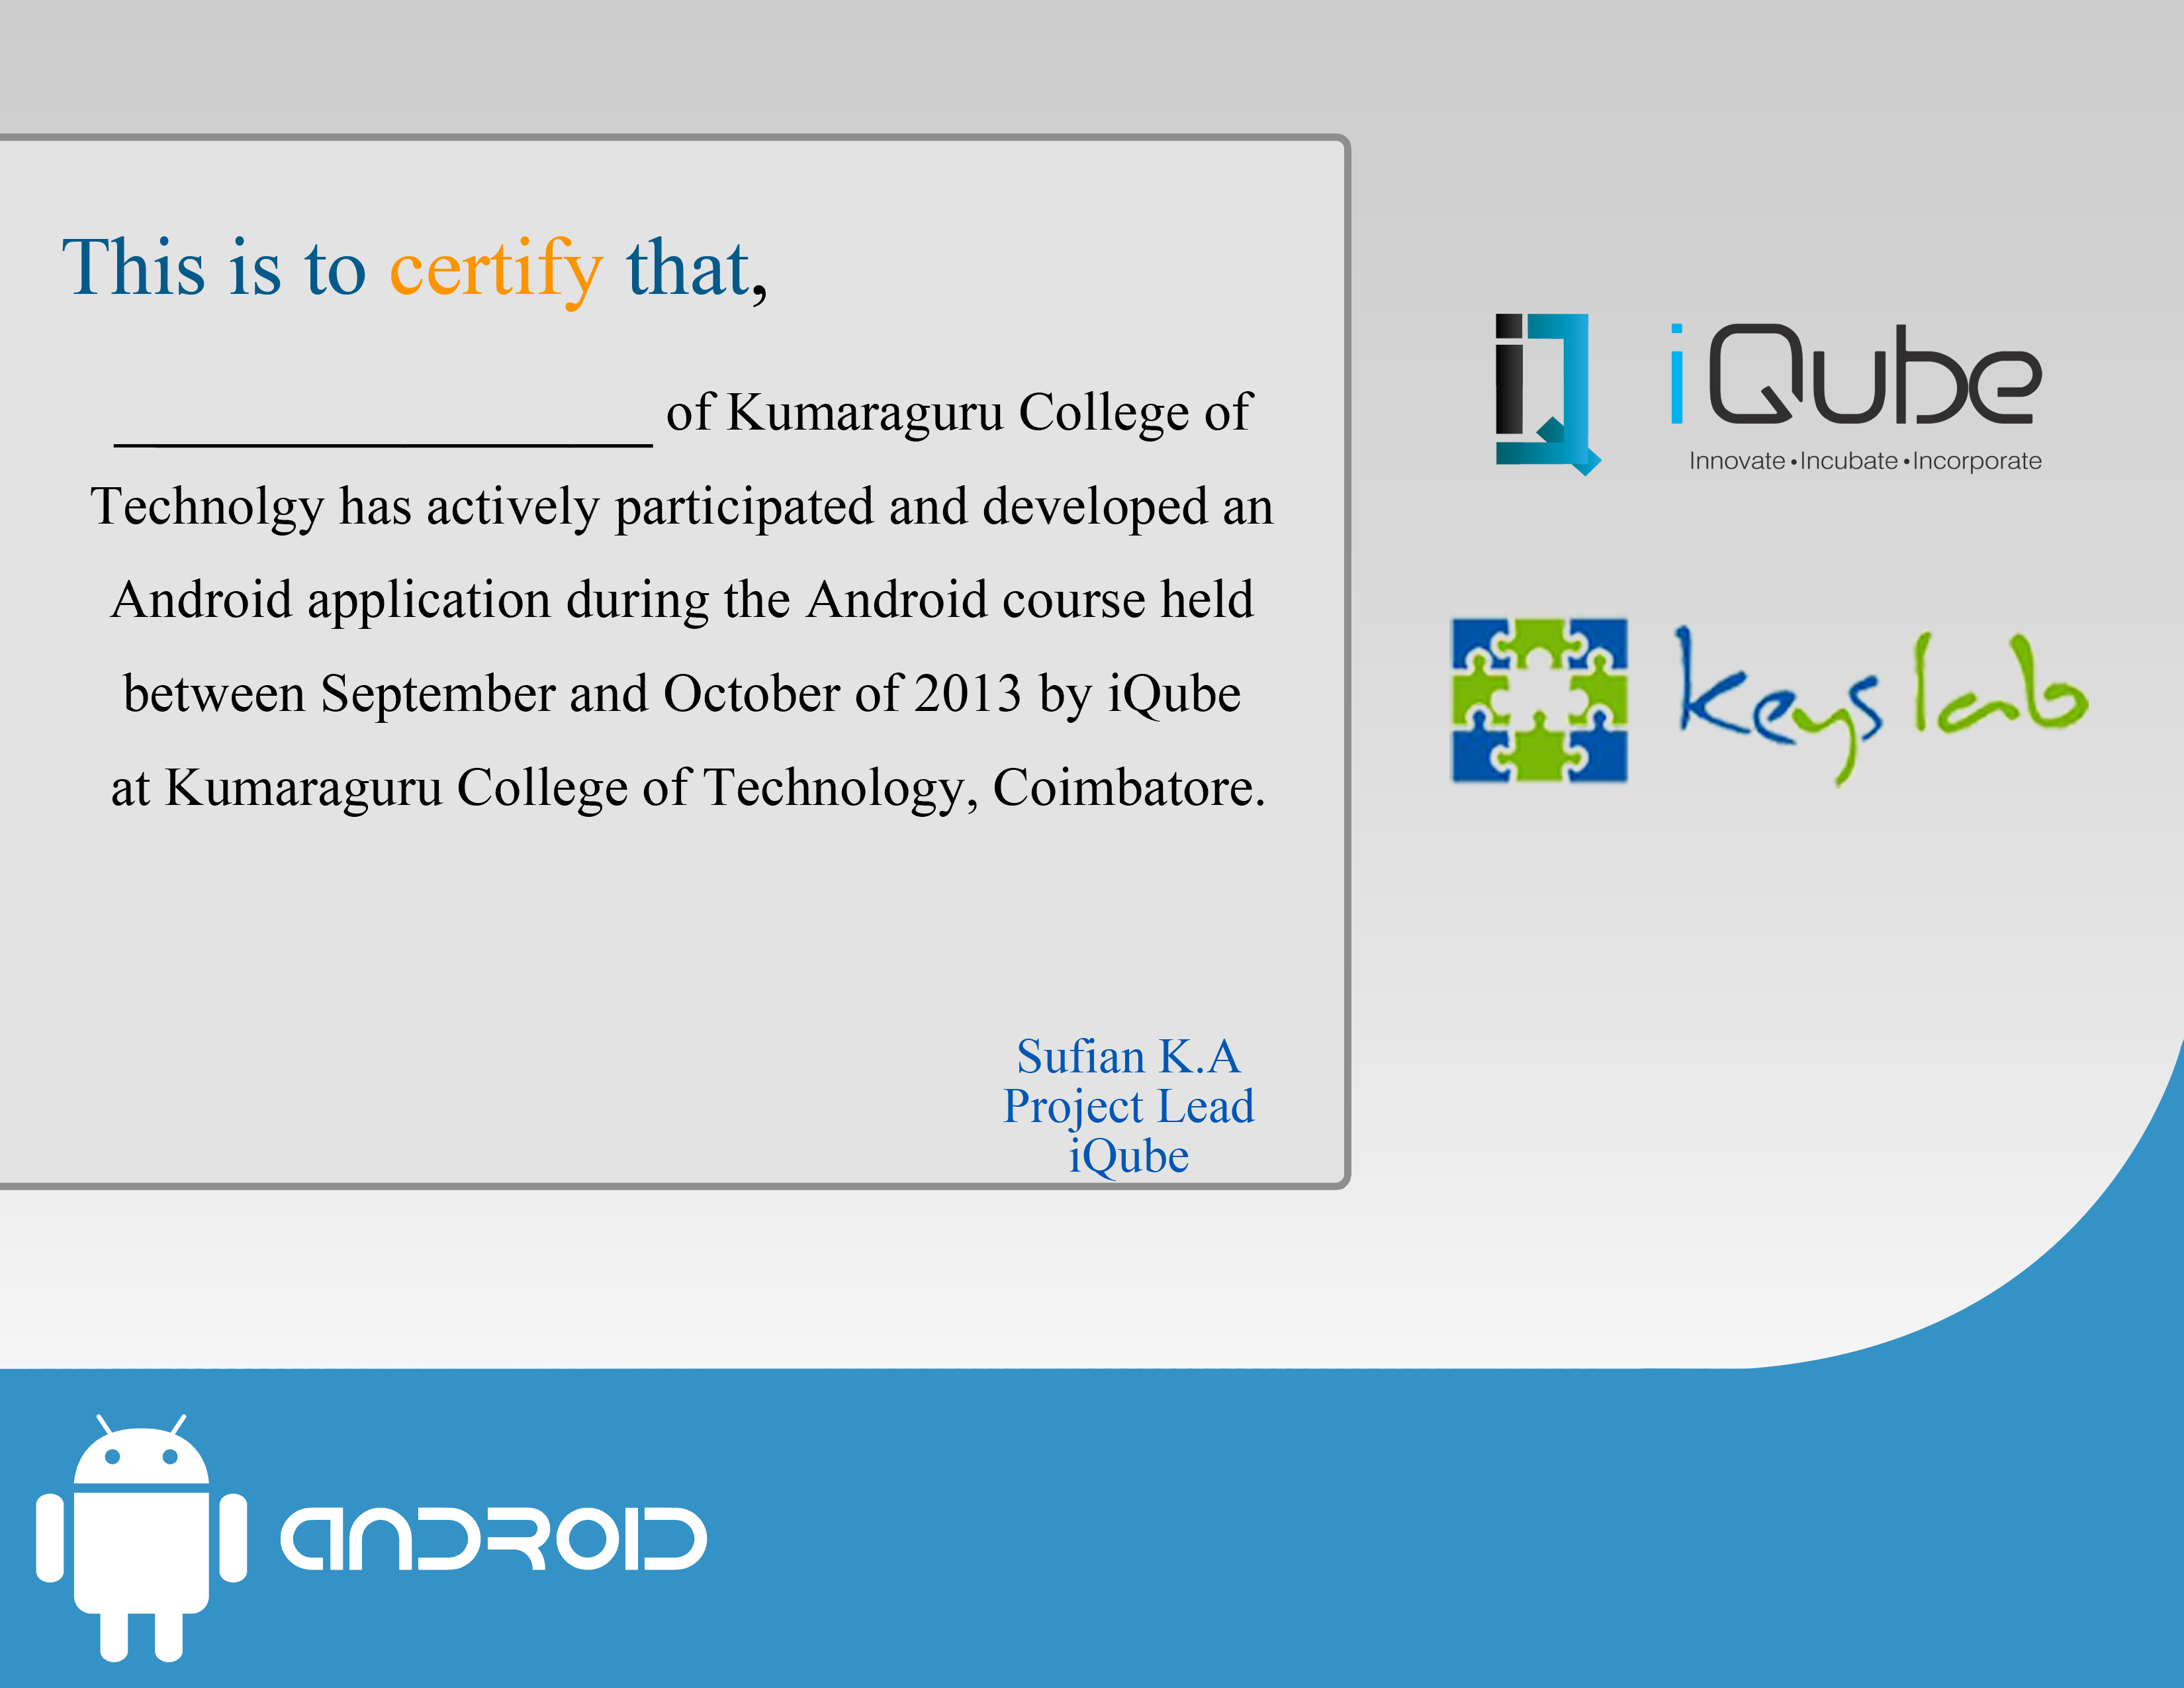 This is to certify that,
____________________ of Kumaraguru College of
Technolgy has actively participated and developed an
Android application during the Android course held
between September and October of 2013 by iQube
at Kumaraguru College of Technology, Coimbatore.
Sufian K.A
Project Lead
iQube
iQ iQube
Innovate • Incubate • Incorporate
keys lab
ANDROID